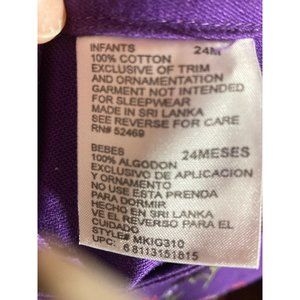 INFANTS 24M
100% COTTON
EXCLUSIVE OF TRIM
AND ORNAMENTATION
GARMENT NOT INTENDED
FOR SLEEPWEAR
MADE IN SRI LANKA
SEE REVERSE FOR CARE
RN# 52469
BEBES 24MESES
100% ALGODON
EXCLUSIVO DE APLICACION
Y ORNAMENTO
NO USE ESTA PRENDA
PARA DORMIR
HECHO EN SRI LANKA
VE EL REVERSO PARA EL
CUIDADO
STYLE# MKIG310
UPC: 6 8113151815